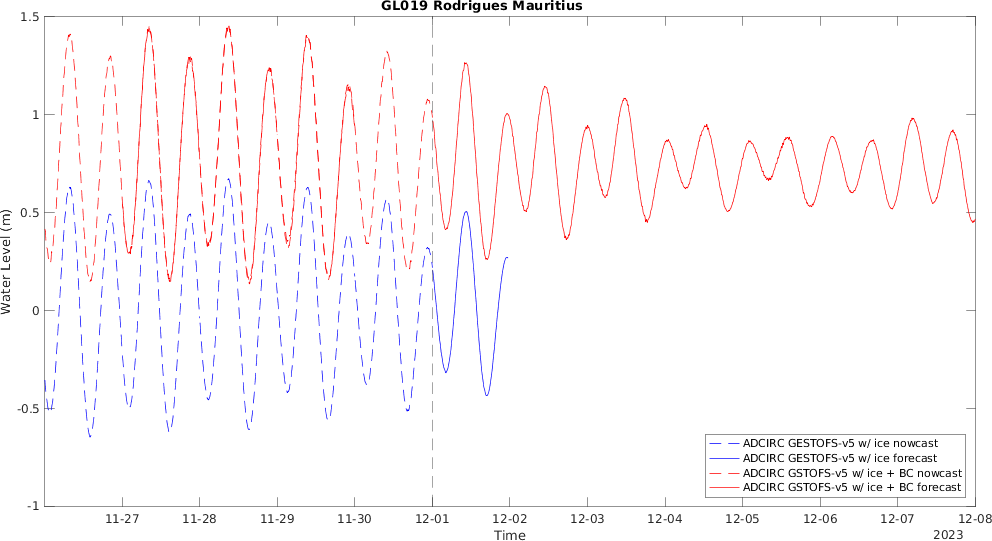 GL019 Rodrigues Mauritius
1.5
1
0.5
0
-0.5
-1
Water Level (m)
ADCIRC GESTOFS-v5 w/ ice nowcast
ADCIRC GESTOFS-v5 w/ ice forecast
ADCIRC GSTOFS-v5 w/ ice + BC nowcast
ADCIRC GSTOFS-v5 w/ ice + BC forecast
11-27 11-28 11-29 11-30 12-01 12-02 12-03 12-04 12-05 12-06 12-07 12-08
Time
2023